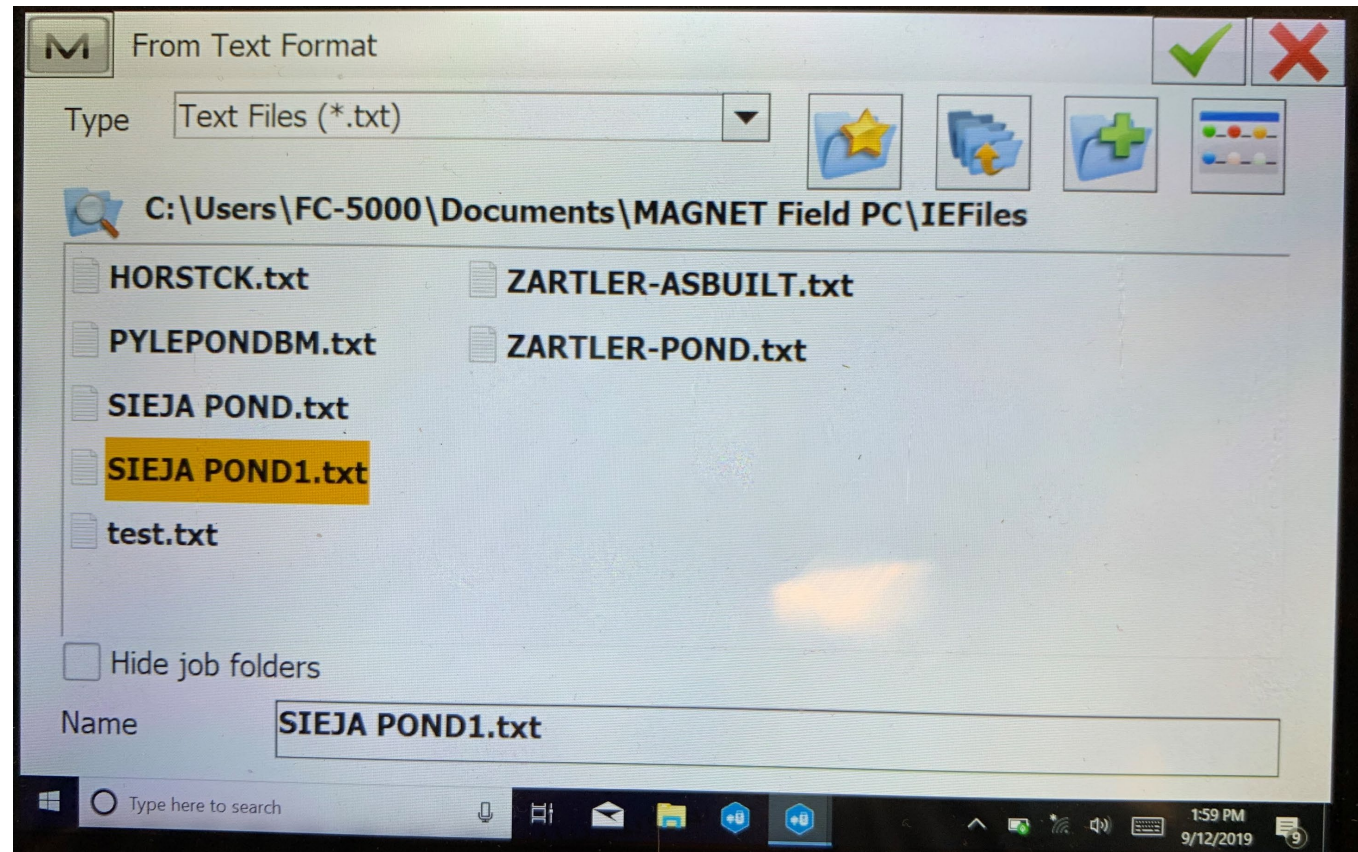 M From Text Format
Type Text Files (*.txt)
C:\Users\FC-5000\Documents\MAGNET Field PC\IEFiles
HORSTCK.txt
PYLEPONDBM.txt
SIEJA POND.txt
SIEJA POND1.txt
test.txt
ZARTLER-ASBUILT.txt
ZARTLER-POND.txt
Hide job folders
Name SIEJA POND1.txt
Type here to search
1:59 PM
9/12/2019
9